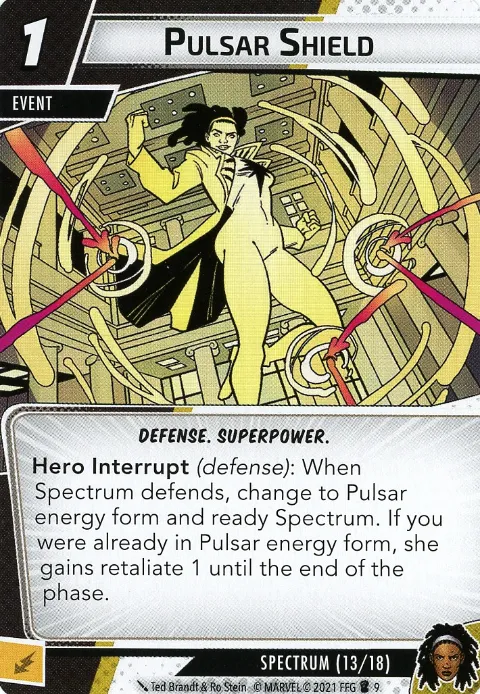 1
PULSAR SHIELD
EVENT
DEFENSE. SUPERPOWER.
Hero Interrupt (defense): When
Spectrum defends, change to Pulsar
energy form and ready Spectrum. If you
were already in Pulsar energy form, she
gains retaliate 1 until the end of the
phase.
SPECTRUM (13/18)
Ted Brandt & Ro Stein © MARVEL © 2021 FFG 9.